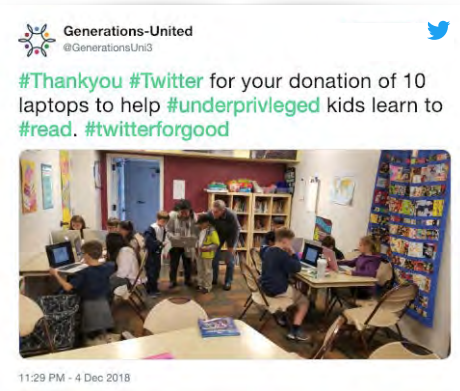 Generations-United
@GenerationsUni3
#Thankyou #Twitter for your donation of 10
laptops to help #underprivleged kids learn to
#read. #twitterforgood
11:29 PM - 4 Dec 2018